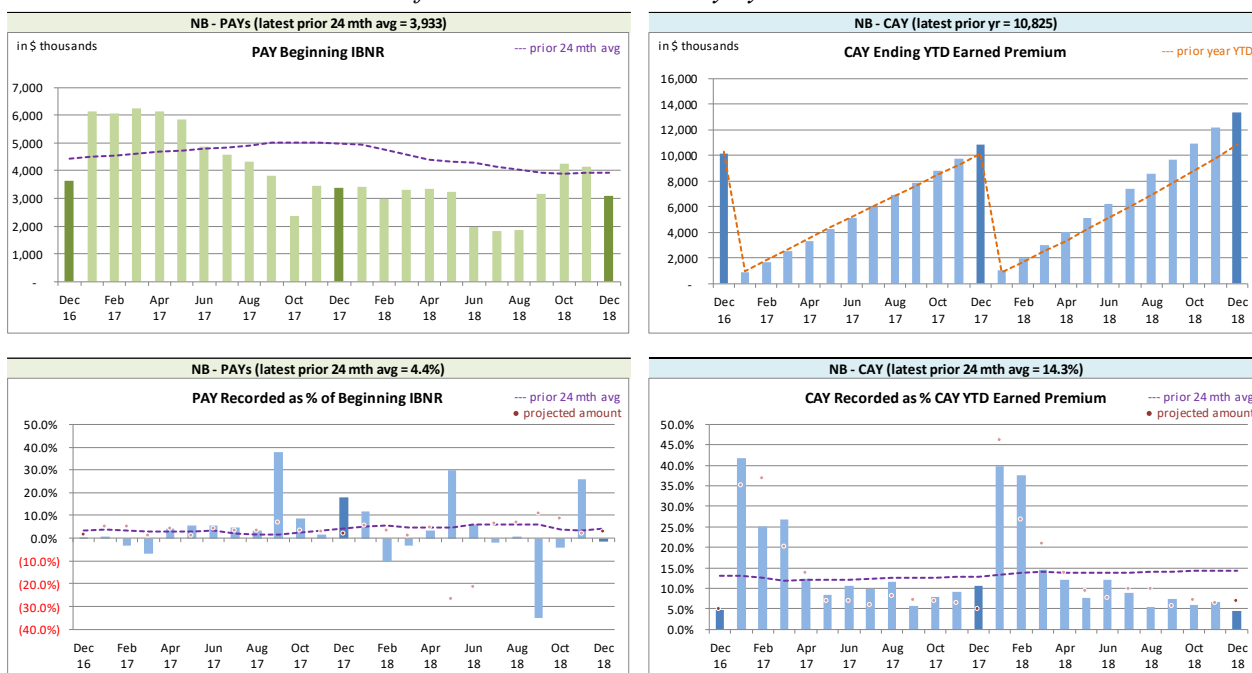 NB - PAYs (latest prior 24 mth avg = 3,933)
in $ thousands
PAY Beginning IBNR
--- prior 24 mth avg
7,000
6,000
5,000
4,000
3,000
2,000
1,000
-
Dec Feb Apr Jun Aug Oct Dec Feb Apr Jun Aug Oct Dec
16 17 17 17 17 17 17 18 18 18 18 18 18
NB - CAY (latest prior yr = 10,825)
in $ thousands
CAY Ending YTD Earned Premium
--- prior year YTD
16,000
14,000
12,000
10,000
8,000
6,000
4,000
2,000
-
Dec Feb Apr Jun Aug Oct Dec Feb Apr Jun Aug Oct Dec
16 17 17 17 17 17 17 18 18 18 18 18 18
NB - PAYs (latest prior 24 mth avg = 4.4%)
PAY Recorded as % of Beginning IBNR
--- prior 24 mth avg
• projected amount
50.0%
40.0%
30.0%
20.0%
10.0%
0.0%
(10.0%)
(20.0%)
(30.0%)
(40.0%)
Dec Feb Apr Jun Aug Oct Dec Feb Apr Jun Aug Oct Dec
16 17 17 17 17 17 17 18 18 18 18 18 18
NB - CAY (latest prior 24 mth avg = 14.3%)
CAY Recorded as % CAY YTD Earned Premium
--- prior 24 mth avg
• projected amount
50.0%
45.0%
40.0%
35.0%
30.0%
25.0%
20.0%
15.0%
10.0%
5.0%
0.0%
Dec Feb Apr Jun Aug Oct Dec Feb Apr Jun Aug Oct Dec
16 17 17 17 17 17 17 18 18 18 18 18 18